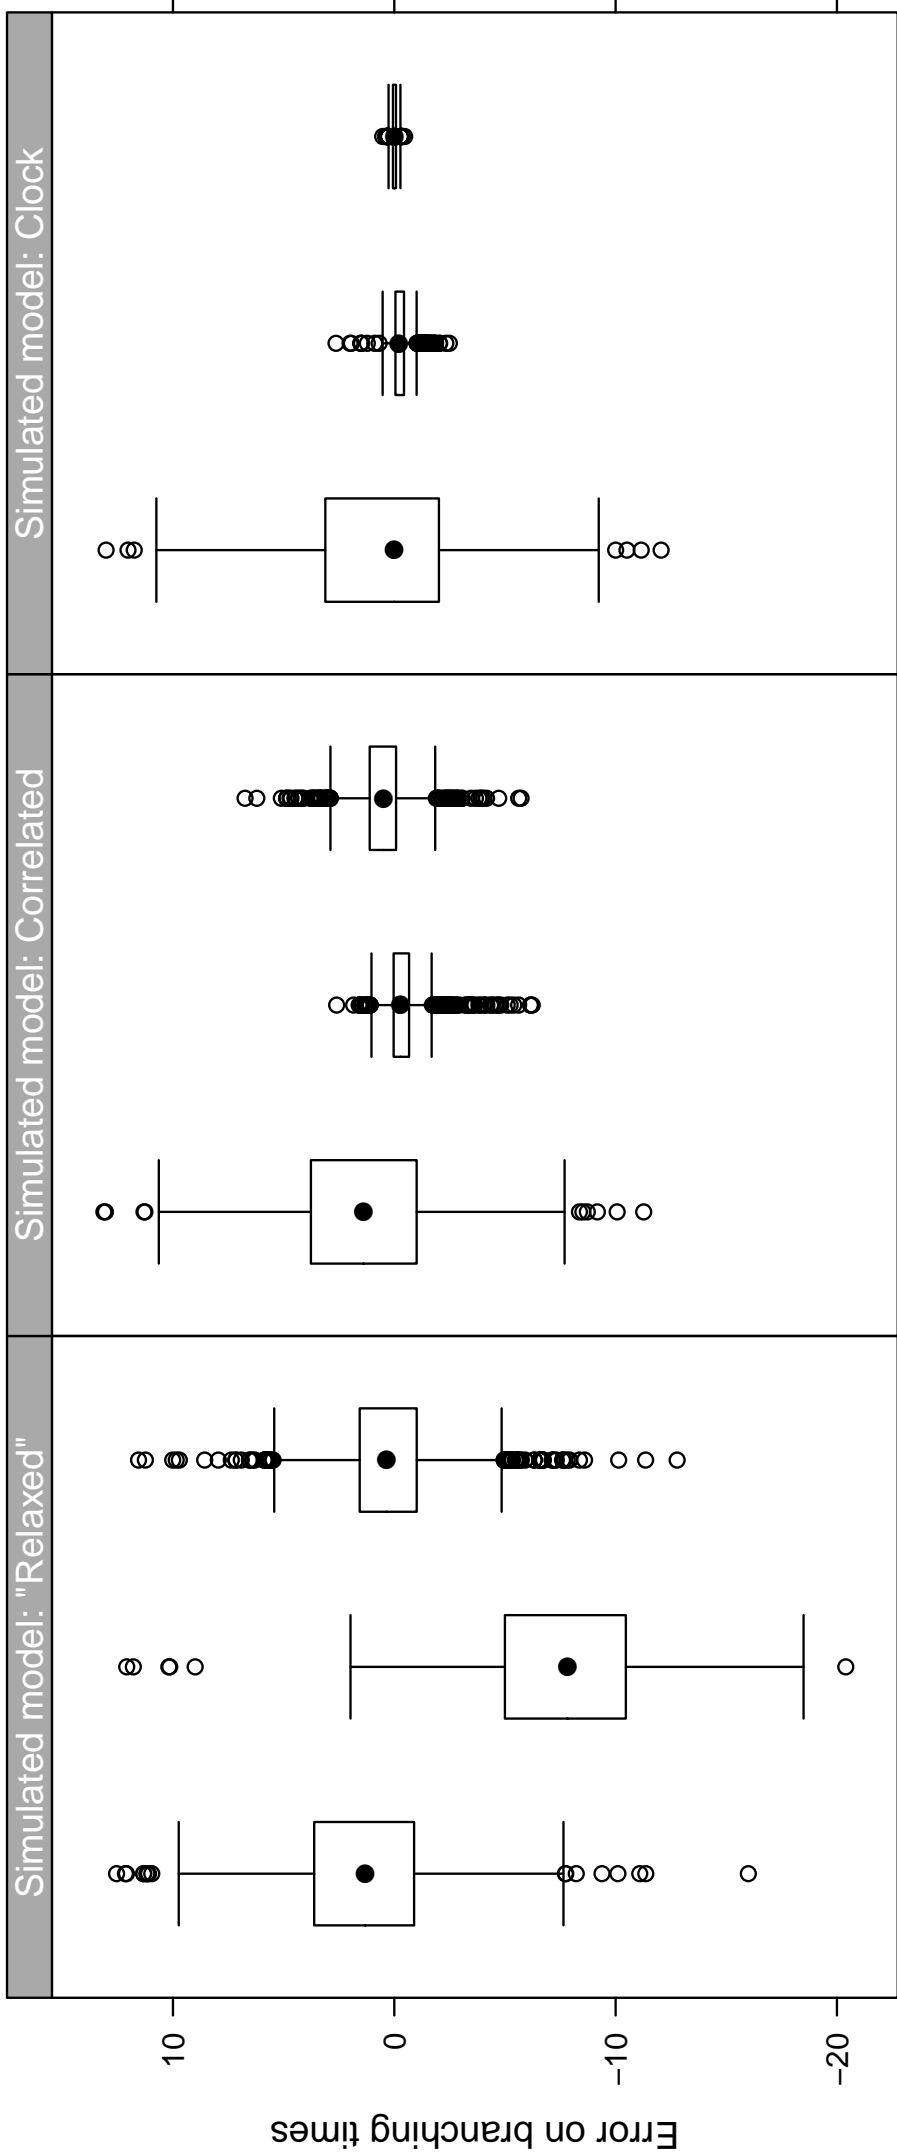 Simulated model: "Relaxed"
Simulated model: Correlated
Simulated model: Clock
Error on branching times
10
0
−10
−20